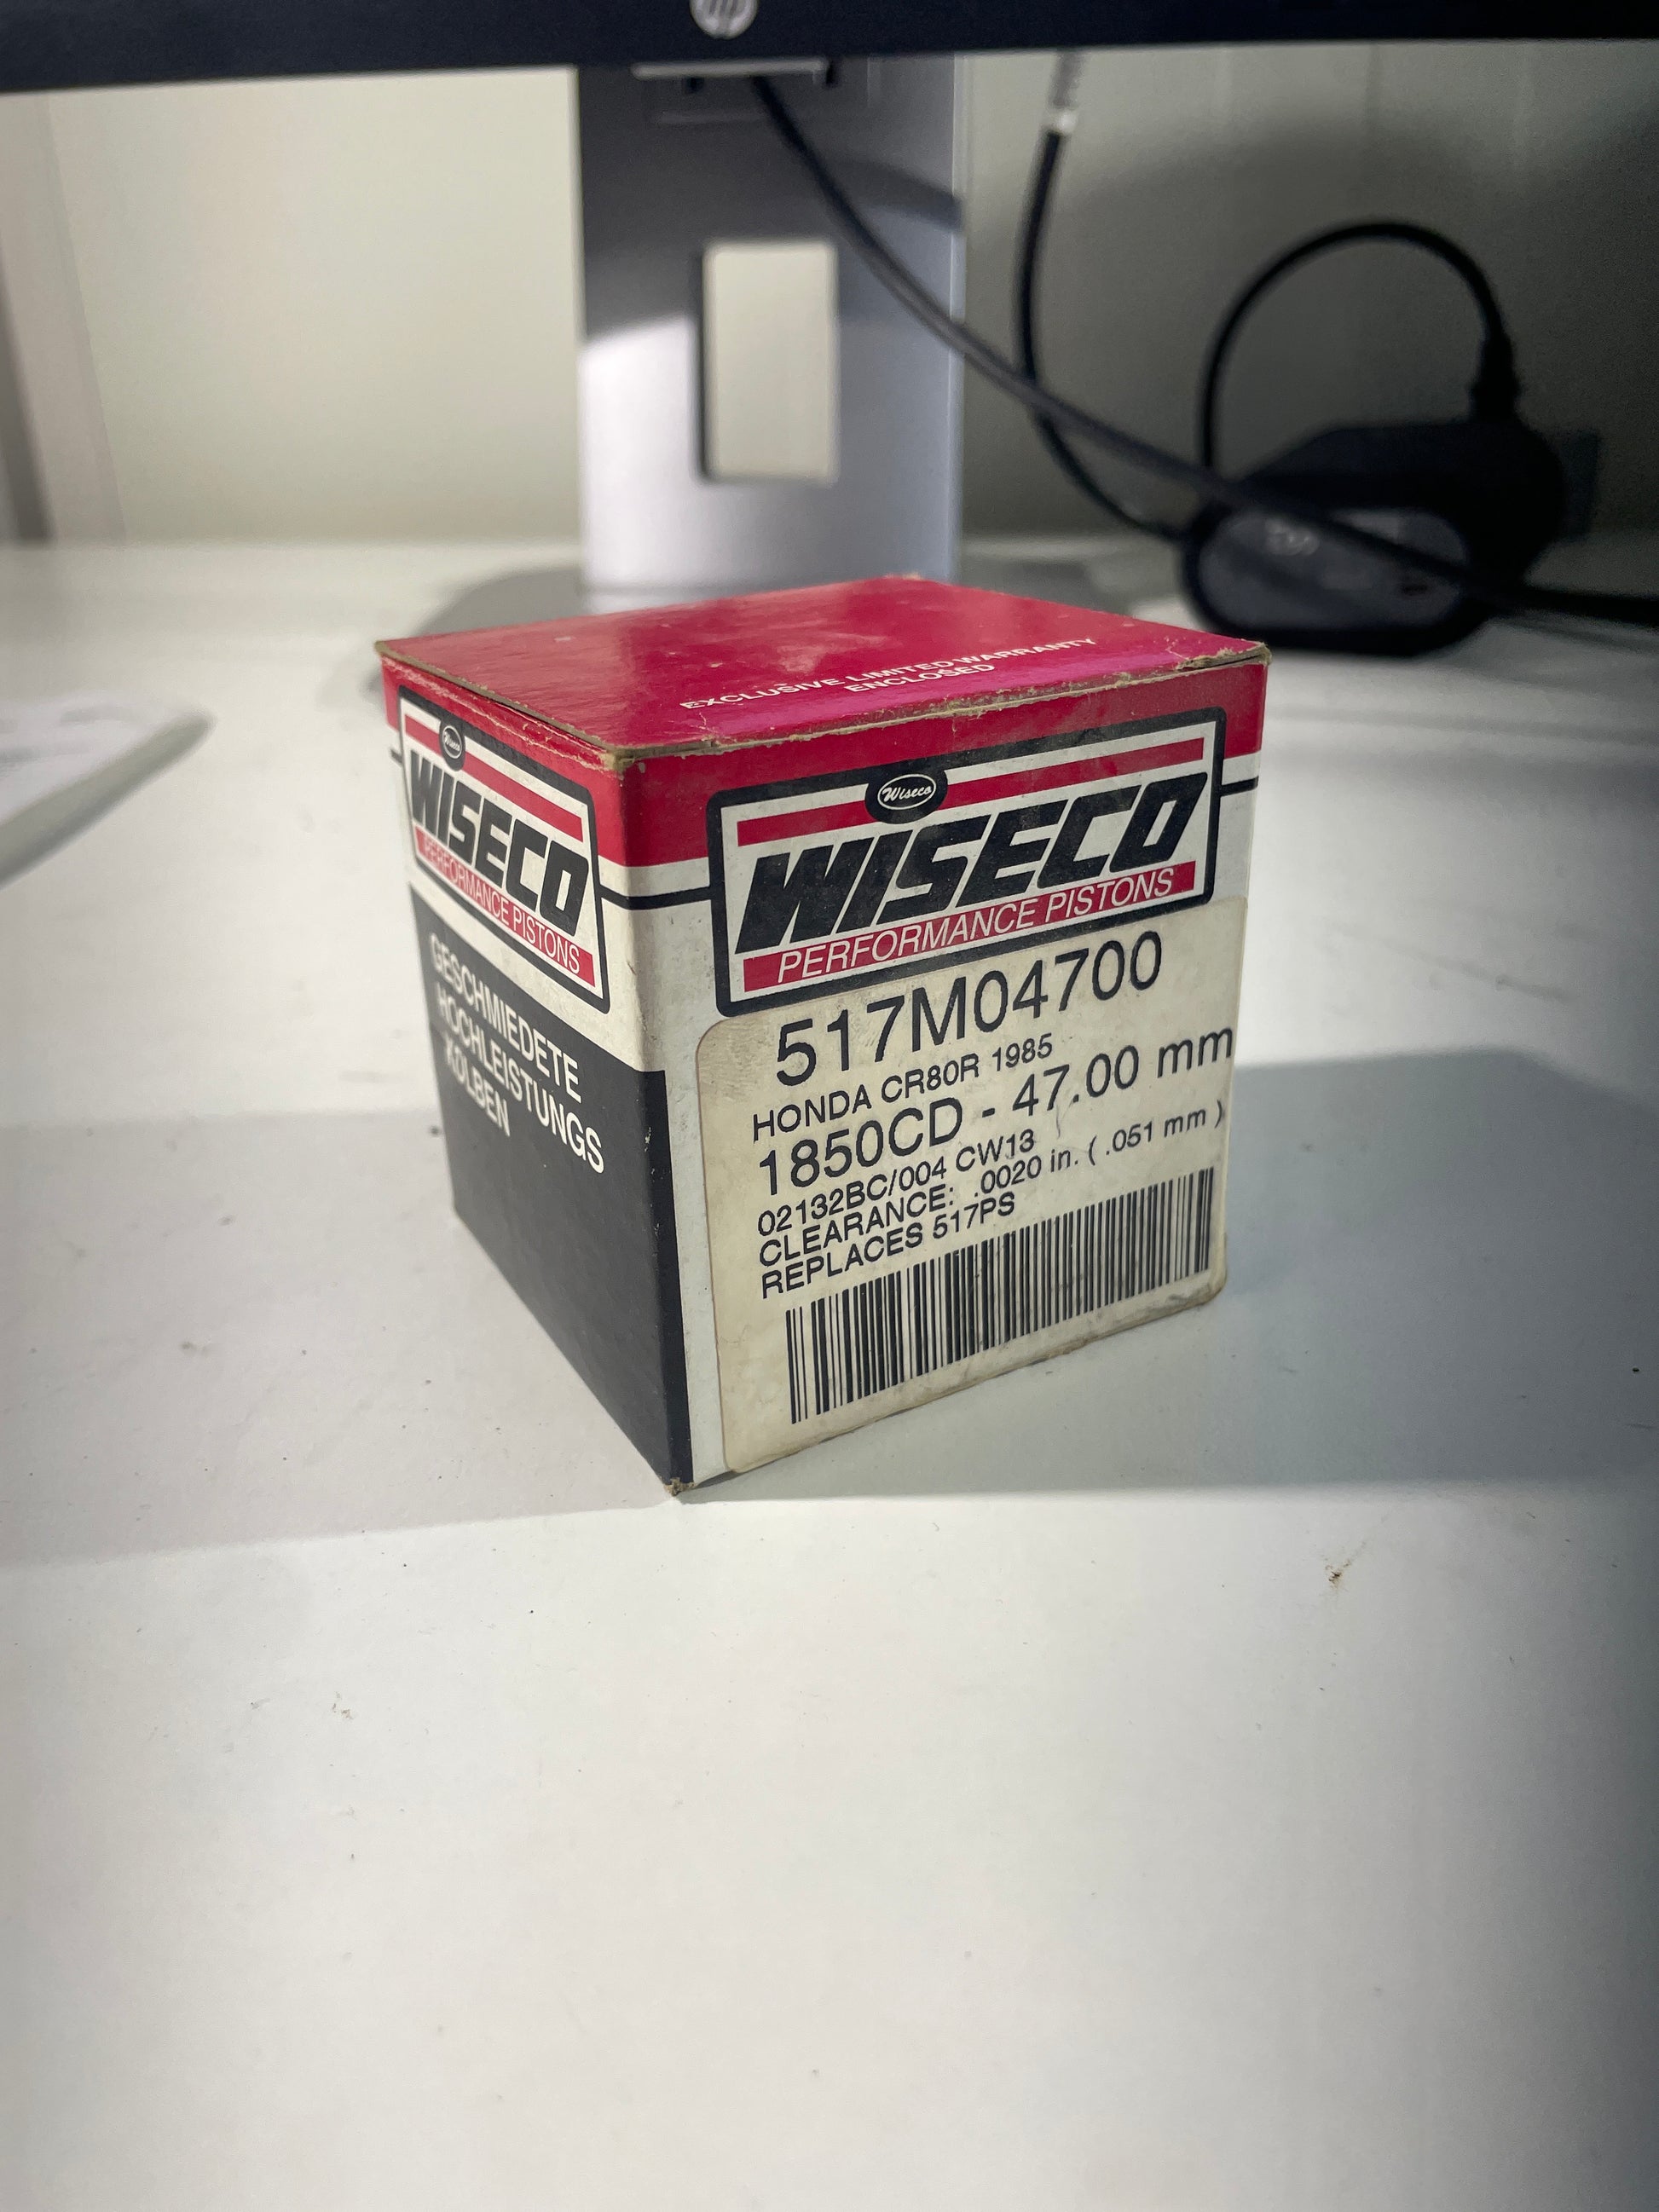 hp
EXCLUSIVE LIMITED WARRANTY
ENCLOSED
Wiseco
WISECO
PERFORMANCE PISTONS
GESCHMIEDETE
HOCHLEISTUNGS
KOLBEN
Wiseco
WISECO
PERFORMANCE PISTONS
517M04700
HONDA CR80R 1985
1850CD - 47.00 mm
02132BC/004 CW13
CLEARANCE: .0020 in. ( .051 mm )
REPLACES 517PS